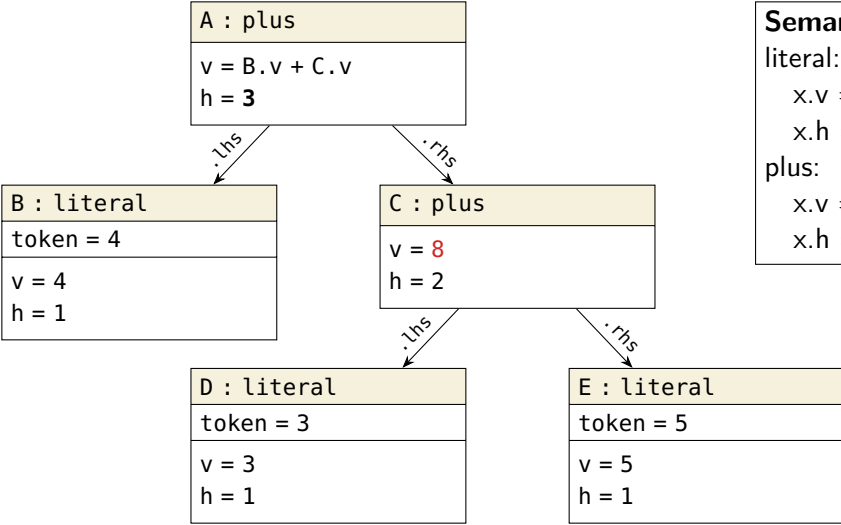 A : plus
v = B.v + C.v
h = 3
.lhs
.rhs
B : literal
token = 4
v = 4
h = 1
C : plus
v = 8
h = 2
.lhs
.rhs
D : literal
token = 3
v = 3
h = 1
E : literal
token = 5
v = 5
h = 1
literal:
x.v
x.h
plus:
x.v
x.h